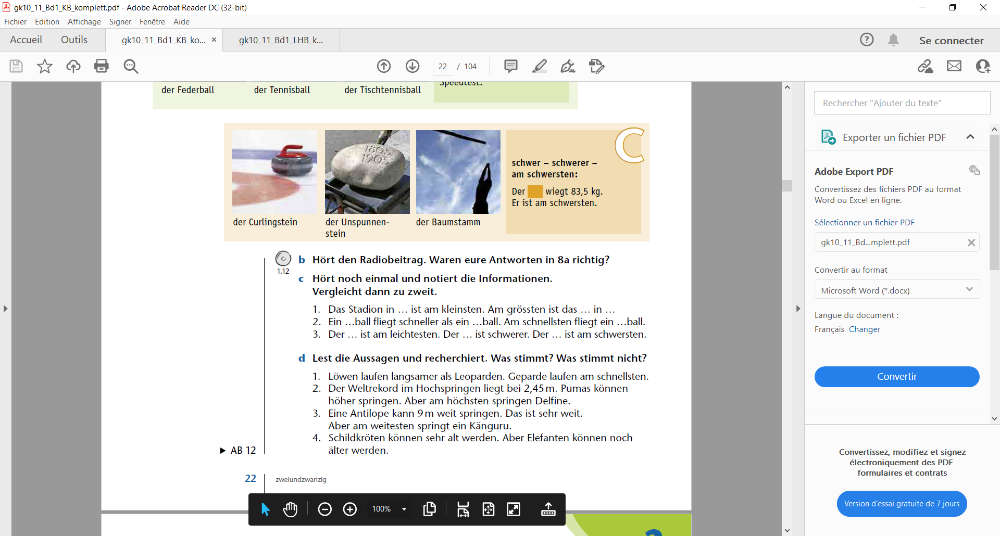 gk10_11_Bd1_KB_komplett.pdf - Adobe Acrobat Reader DC (32-bit)
Fichier Edition Affichage Signer Fenêtre Aide
Accueil Outils gk10_11_Bd1_KB_ko... × gk10_11_Bd1_LHB_k... Se connecter
22 / 104
Speedtest.
der Federball der Tennisball der Tischtennisball
1805
1905
C
schwer – schwerer –
am schwersten:
Der wiegt 83,5 kg.
Er ist am schwersten.
der Curlingstein der Unspunnen-
stein
der Baumstamm
1.12
b Hört den Radiobeitrag. Waren eure Antworten in 8a richtig?
c Hört noch einmal und notiert die Informationen.
Vergleicht dann zu zweit.
1. Das Stadion in … ist am kleinsten. Am grössten ist das … in …
2. Ein …ball fliegt schneller als ein …ball. Am schnellsten fliegt ein …ball.
3. Der … ist am leichtesten. Der … ist schwerer. Der … ist am schwersten.
d Lest die Aussagen und recherchiert. Was stimmt? Was stimmt nicht?
1. Löwen laufen langsamer als Leoparden. Geparde laufen am schnellsten.
2. Der Weltrekord im Hochspringen liegt bei 2,45 m. Pumas können
höher springen. Aber am höchsten springen Delfine.
3. Eine Antilope kann 9 m weit springen. Das ist sehr weit.
Aber am weitesten springt ein Känguru.
4. Schildkröten können sehr alt werden. Aber Elefanten können noch
älter werden.
▶ AB 12
22 zweiundzwanzig
100%
Rechercher "Ajouter du texte"
Exporter un fichier PDF
Adobe Export PDF
Convertissez des fichiers PDF au format
Word ou Excel en ligne.
Sélectionner un fichier PDF
gk10_11_Bd...mplett.pdf
Convertir au format
Microsoft Word (*.docx)
Langue du document :
Français Changer
Convertir
Convertissez, modifiez et signez
électroniquement des PDF
formulaires et contrats
Version d'essai gratuite de 7 jours